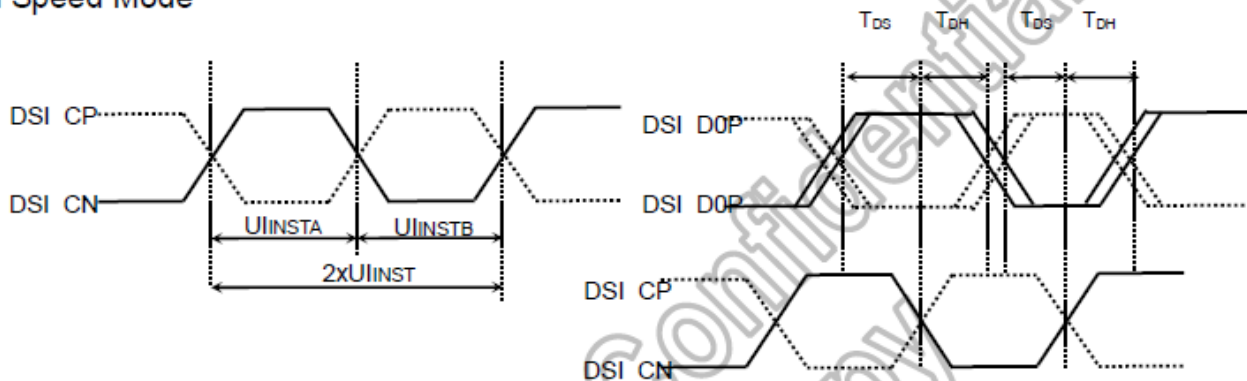 Speed Mode
DSI CP
DSI CN
UIINSTA
UIINSTB
2xUIINST
TDS
TDH
TDS
TDH
DSI D0P
DSI D0P
DSI CP
DSI CN
Confidential